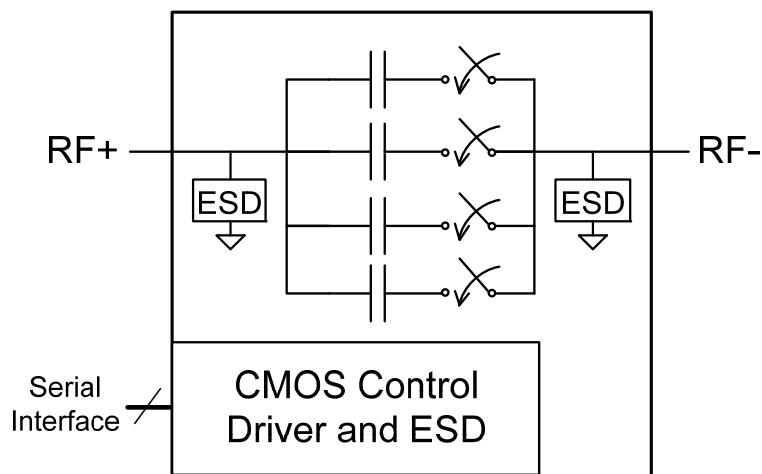 RF+
RF–
ESD
ESD
Serial
Interface
CMOS Control
Driver and ESD